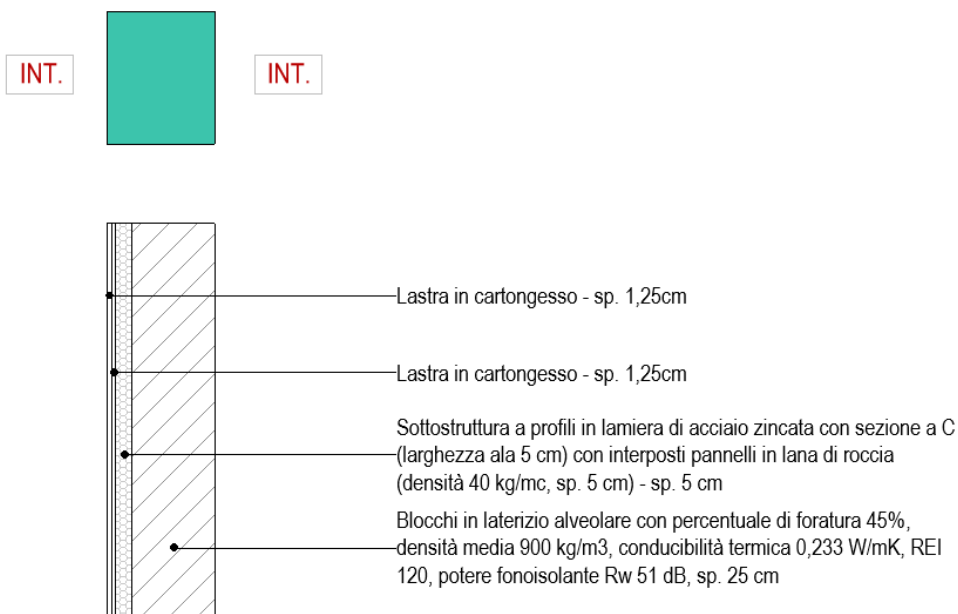 INT.
INT.
Lastra in cartongesso - sp. 1,25cm
Lastra in cartongesso - sp. 1,25cm
Sottostruttura a profili in lamiera di acciaio zincata con sezione a C
(larghezza ala 5 cm) con interposti pannelli in lana di roccia
(densità 40 kg/mc, sp. 5 cm) - sp. 5 cm
Blocchi in laterizio alveolare con percentuale di foratura 45%,
densità media 900 kg/m3, conducibilità termica 0,233 W/mK, REI
120, potere fonoisolante Rw 51 dB, sp. 25 cm